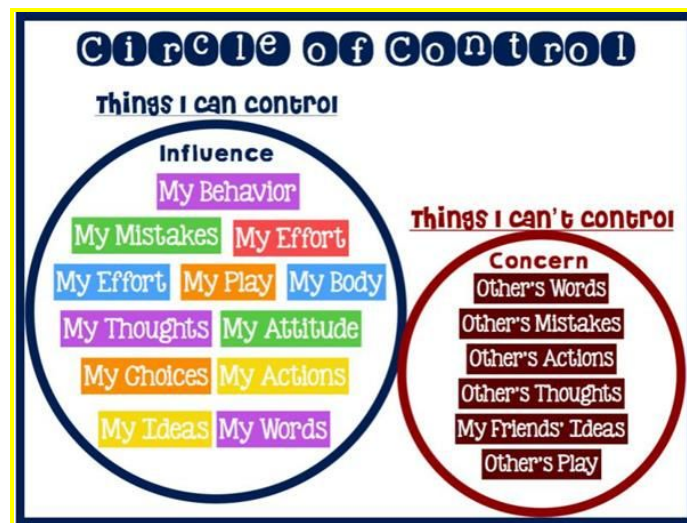 Circle of Control
Things I can control
Influence
My Behavior
My Mistakes My Effort
My Effort My Play My Body
My Thoughts My Attitude
My Choices My Actions
My Ideas My Words
Things I can't control
Concern
Other's Words
Other's Mistakes
Other's Actions
Other's Thoughts
My Friends' Ideas
Other's Play